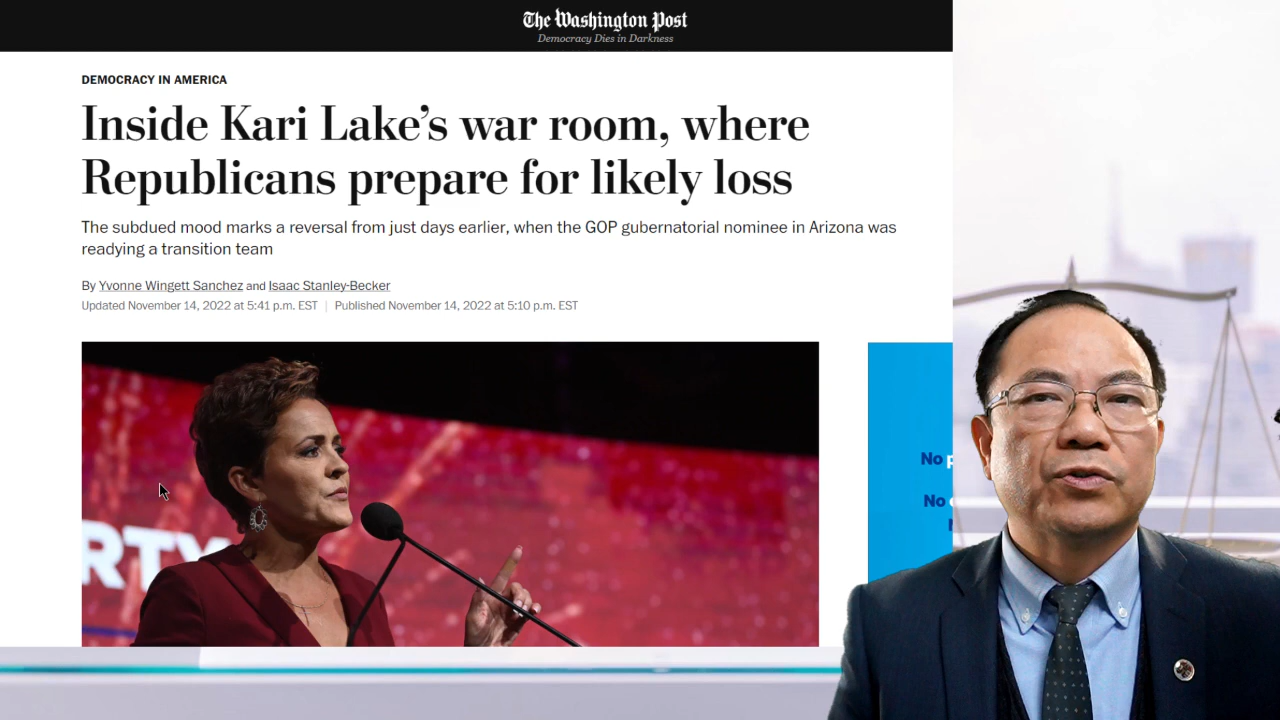 The Washington Post
Democracy Dies in Darkness
DEMOCRACY IN AMERICA
Inside Kari Lake’s war room, where
Republicans prepare for likely loss
The subdued mood marks a reversal from just days earlier, when the GOP gubernatorial nominee in Arizona was
readying a transition team
By Yvonne Wingett Sanchez and Isaac Stanley-Becker
Updated November 14, 2022 at 5:41 p.m. EST | Published November 14, 2022 at 5:10 p.m. EST
RTY
No
No